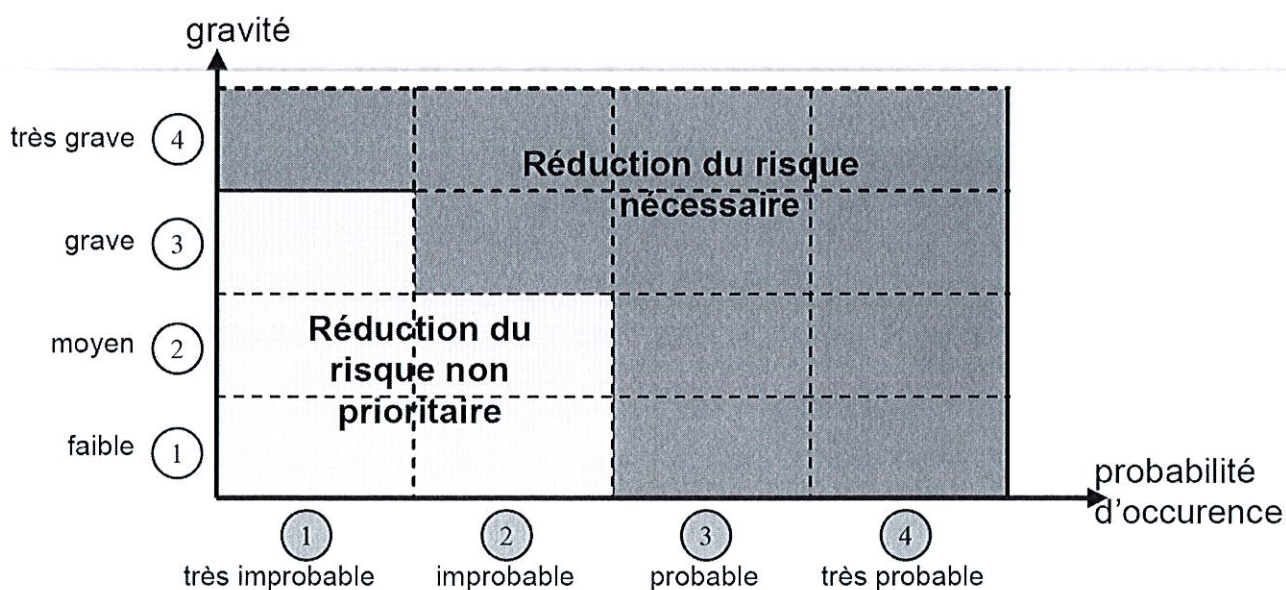 gravité
très grave 4
Réduction du risque
nécessaire
grave 3
moyen 2
Réduction du
risque non
prioritaire
faible 1
probabilité
d'occurence
1 2 3 4
très improbable improbable probable très probable